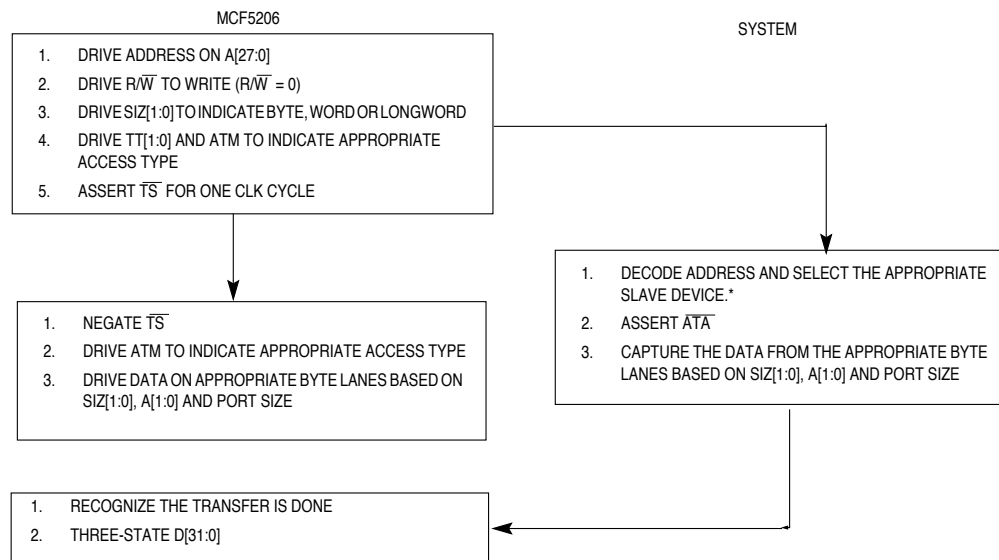 MCF5206
SYSTEM
1. DRIVE ADDRESS ON A[27:0]
2. DRIVE R/W̅ TO WRITE (R/W̅ = 0)
3. DRIVE SIZ[1:0] TO INDICATE BYTE, WORD OR LONGWORD
4. DRIVE TT[1:0] AND ATM TO INDICATE APPROPRIATE
ACCESS TYPE
5. ASSERT T̅S̅ FOR ONE CLK CYCLE
1. DECODE ADDRESS AND SELECT THE APPROPRIATE
SLAVE DEVICE.*
2. ASSERT A̅T̅A̅
3. CAPTURE THE DATA FROM THE APPROPRIATE BYTE
LANES BASED ON SIZ[1:0], A[1:0] AND PORT SIZE
1. NEGATE T̅S̅
2. DRIVE ATM TO INDICATE APPROPRIATE ACCESS TYPE
3. DRIVE DATA ON APPROPRIATE BYTE LANES BASED ON
SIZ[1:0], A[1:0] AND PORT SIZE
1. RECOGNIZE THE TRANSFER IS DONE
2. THREE-STATE D[31:0]